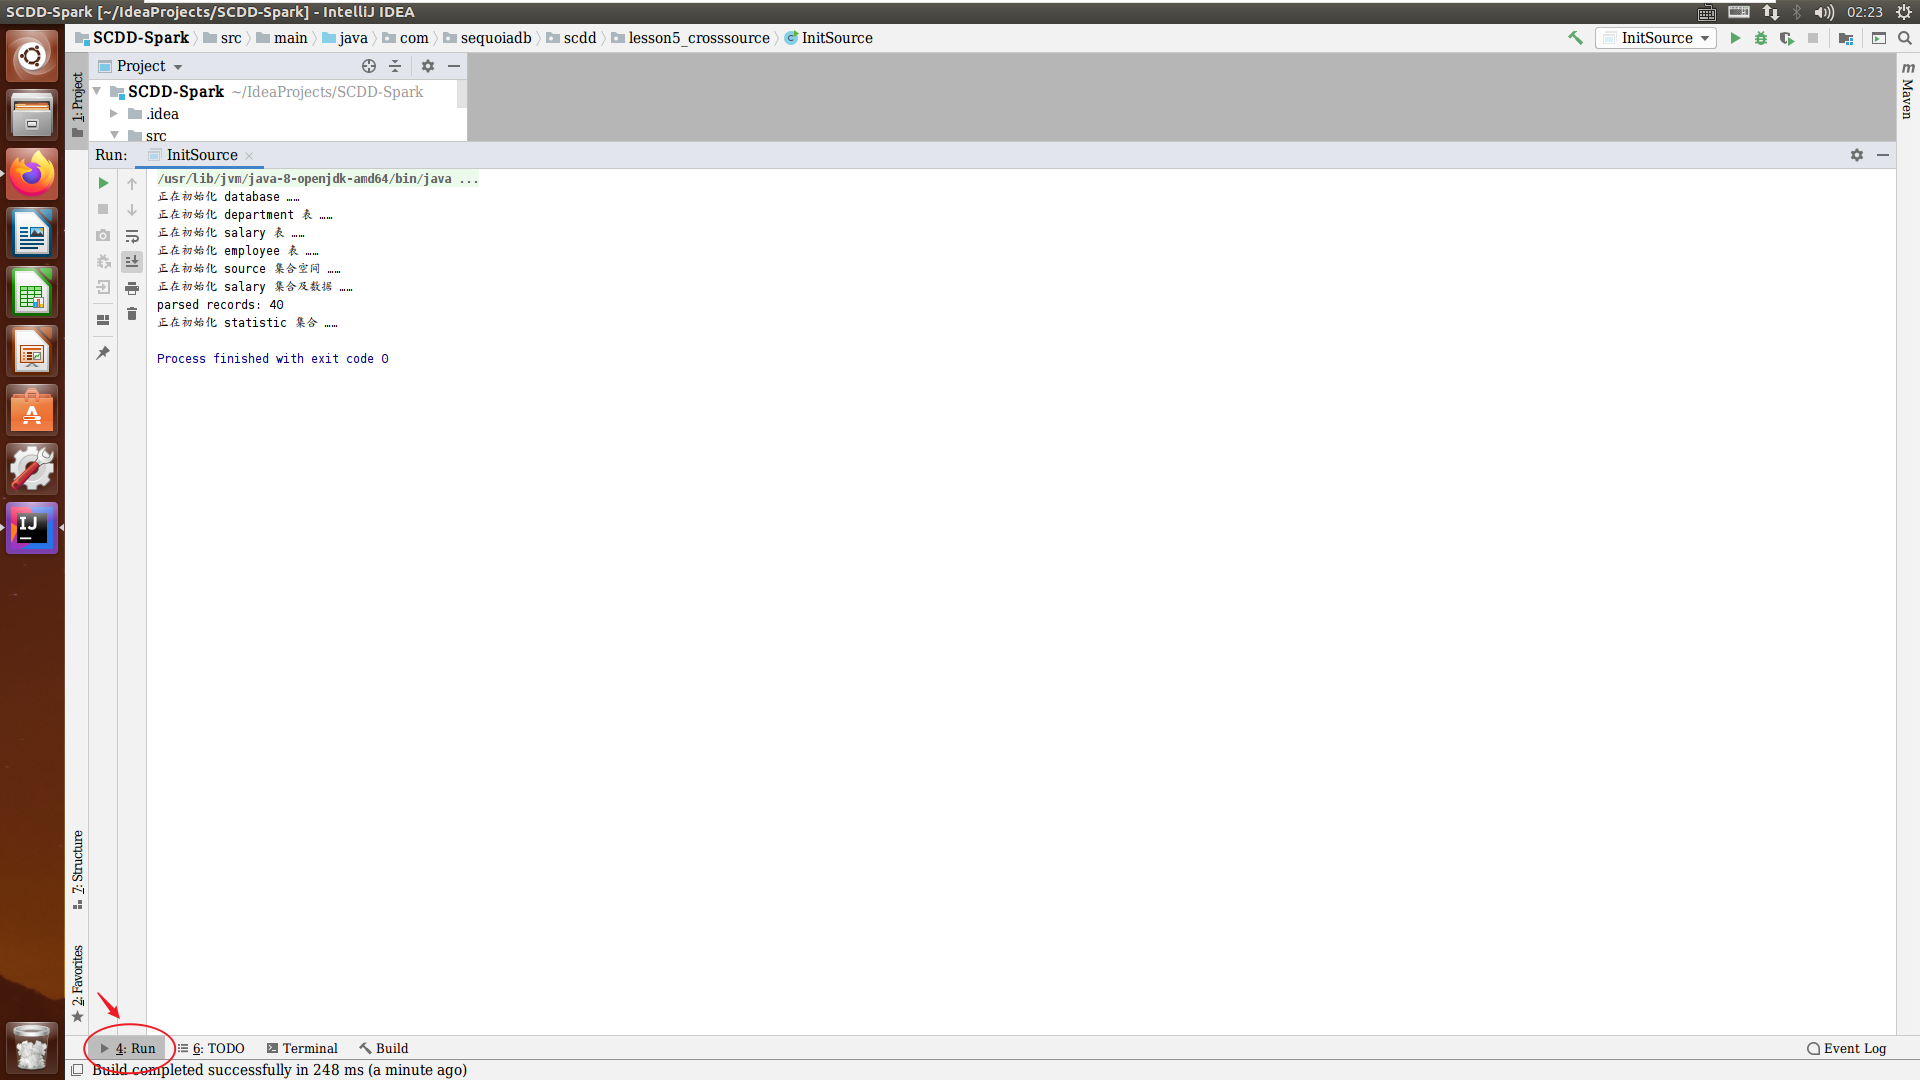 SCDD-Spark [~/IdeaProjects/SCDD-Spark] - IntelliJ IDEA
02:23
SCDD-Spark src main java com sequoiadb scdd lesson5_crosssource InitSource
InitSource
Project
SCDD-Spark ~/IdeaProjects/SCDD-Spark
.idea
src
1: Project
m Maven
Run: InitSource
/usr/lib/jvm/java-8-openjdk-amd64/bin/java ...
正在初始化 database ……
正在初始化 department 表 ……
正在初始化 salary 表 ……
正在初始化 employee 表 ……
正在初始化 source 集合空间 ……
正在初始化 salary 集合及数据 ……
parsed records: 40
正在初始化 statistic 集合 ……
Process finished with exit code 0
IJ
7: Structure
2: Favorites
4: Run 6: TODO Terminal Build
Event Log
Build completed successfully in 248 ms (a minute ago)